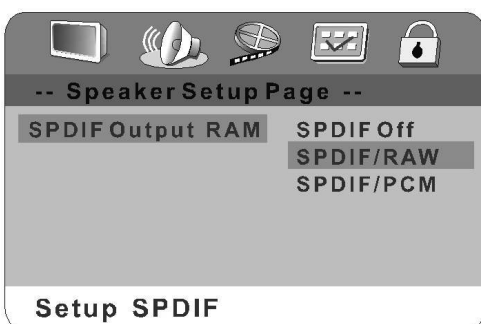 -- Speaker Setup Page --
SPDIF Output RAM SPDIF Off
SPDIF/RAW
SPDIF/PCM
Setup SPDIF